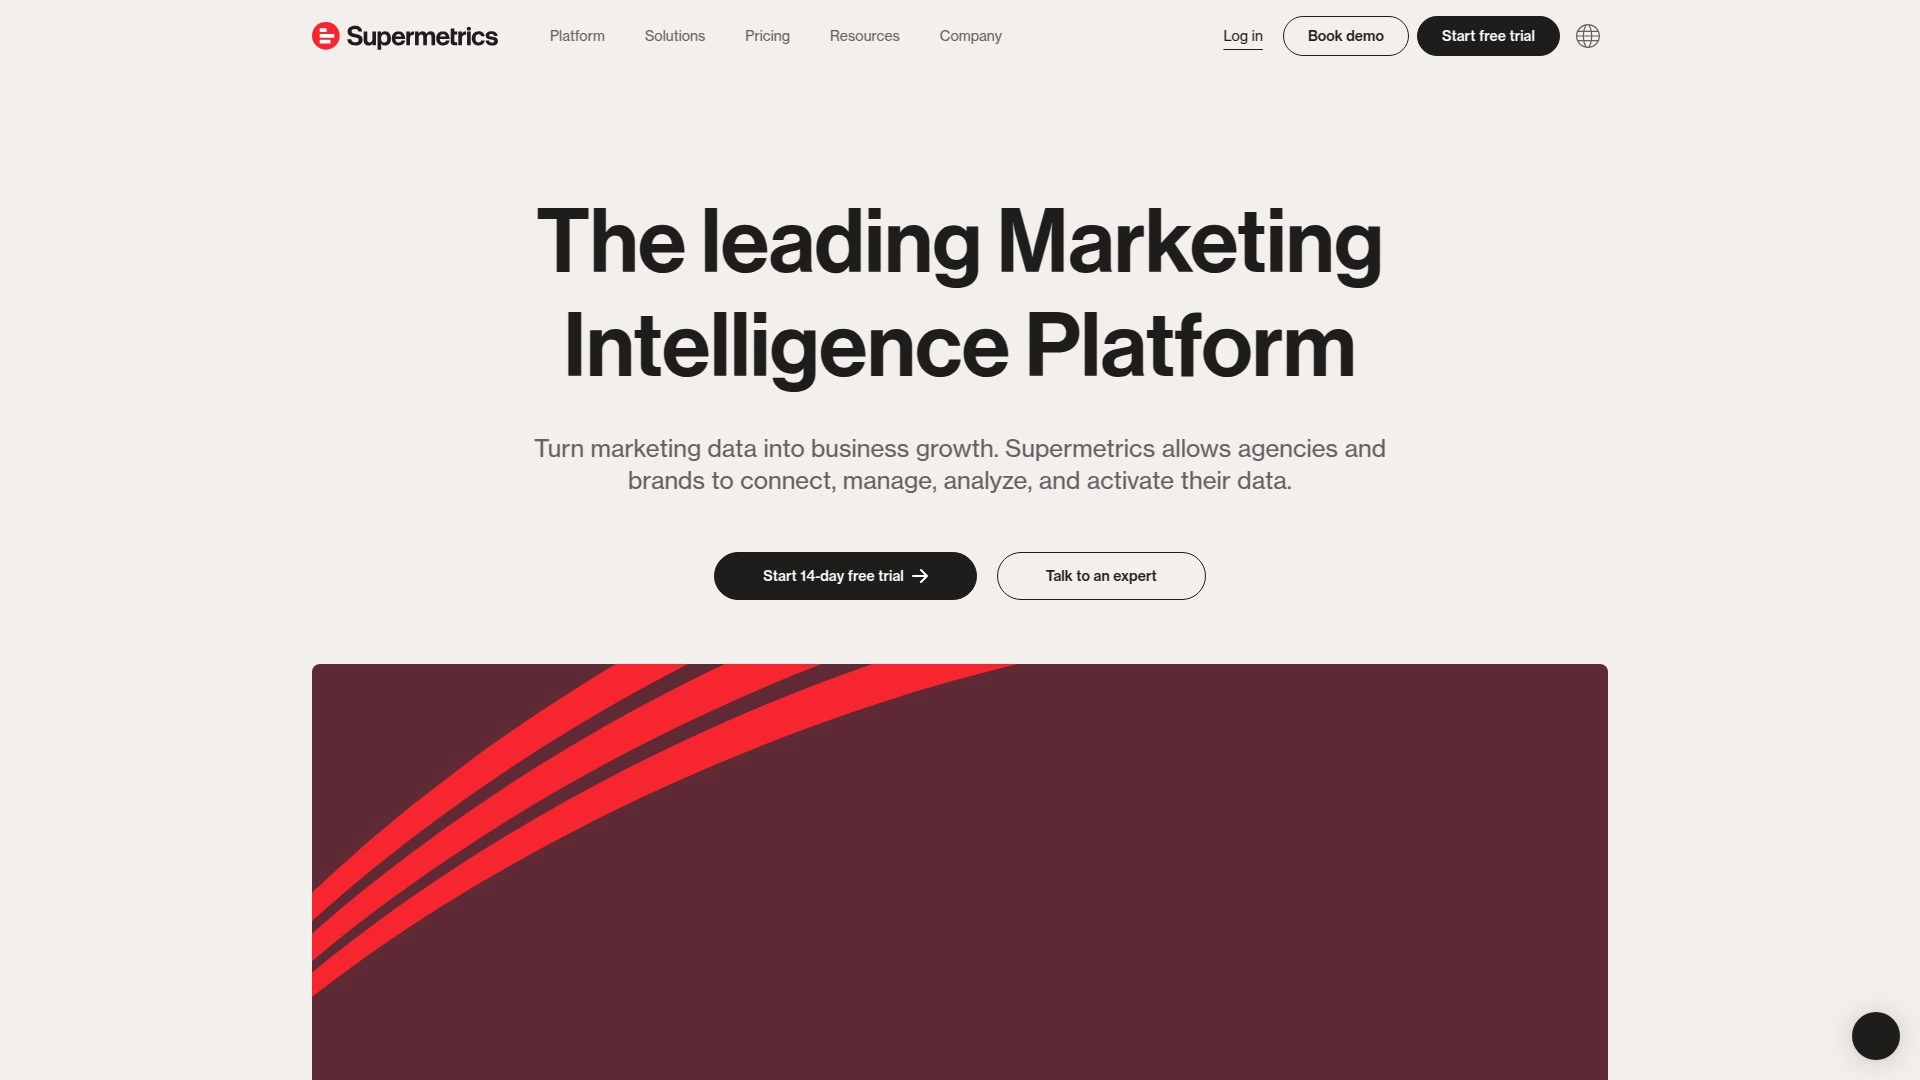 Supermetrics
Platform
Solutions
Pricing
Resources
Company
Log in
Book demo
Start free trial
The leading Marketing
Intelligence Platform
Turn marketing data into business growth. Supermetrics allows agencies and
brands to connect, manage, analyze, and activate their data.
Start 14-day free trial
Talk to an expert